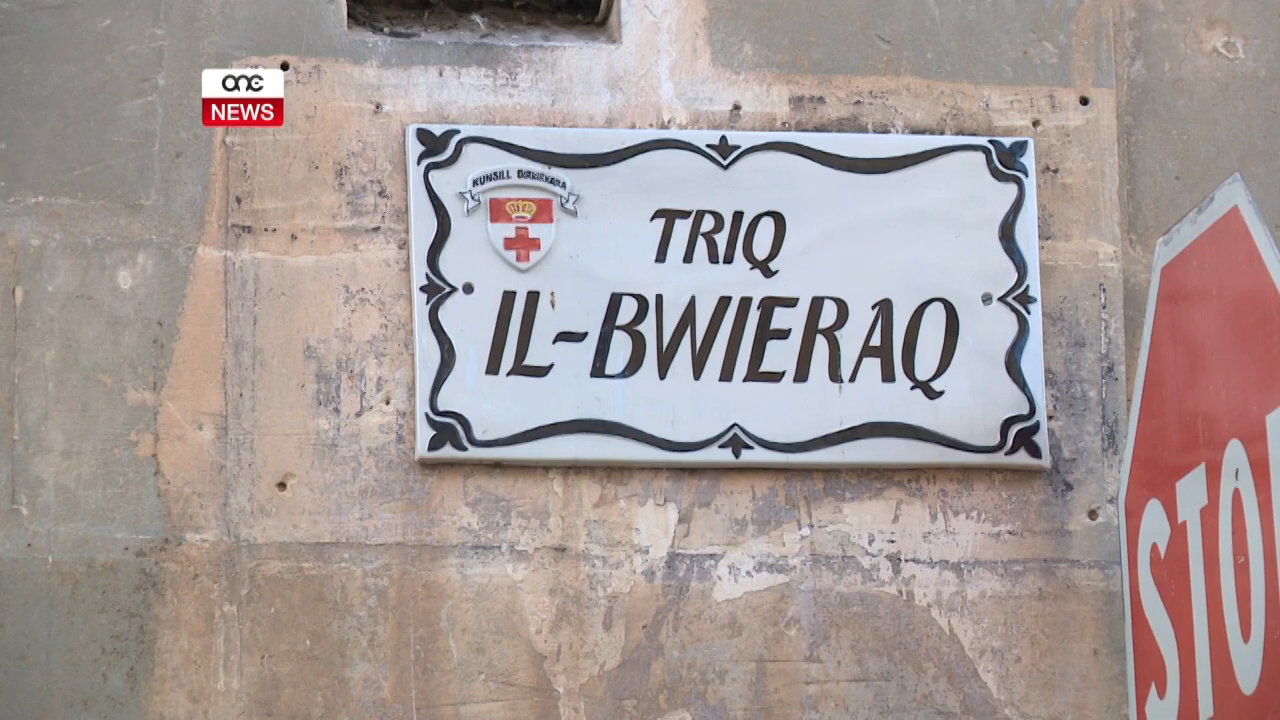 one
NEWS
KUNSILL BIRKIRKARA
TRIQ
IL-BWIERAQ
STO